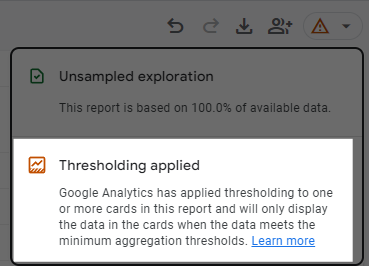 Unsampled exploration
This report is based on 100.0% of available data.
Thresholding applied
Google Analytics has applied thresholding to one
or more cards in this report and will only display
the data in the cards when the data meets the
minimum aggregation thresholds. Learn more